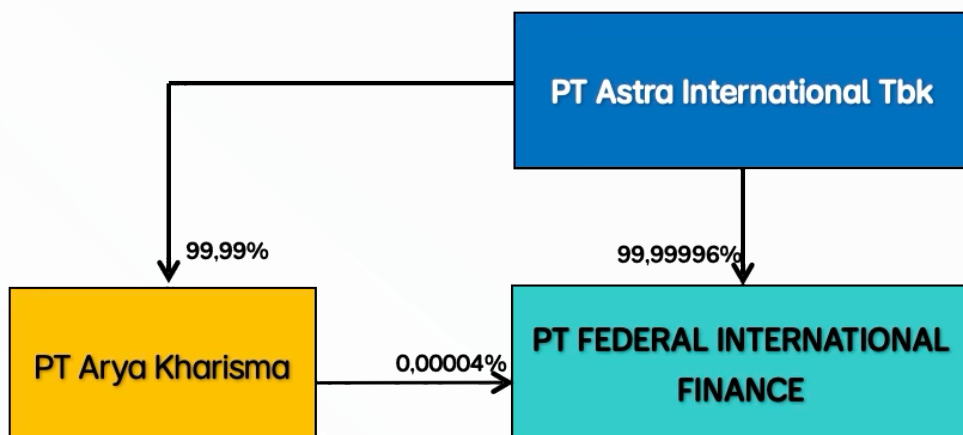 PT Astra International Tbk
99,99%
99,99996%
PT Arya Kharisma
0,00004%
PT FEDERAL INTERNATIONAL
FINANCE